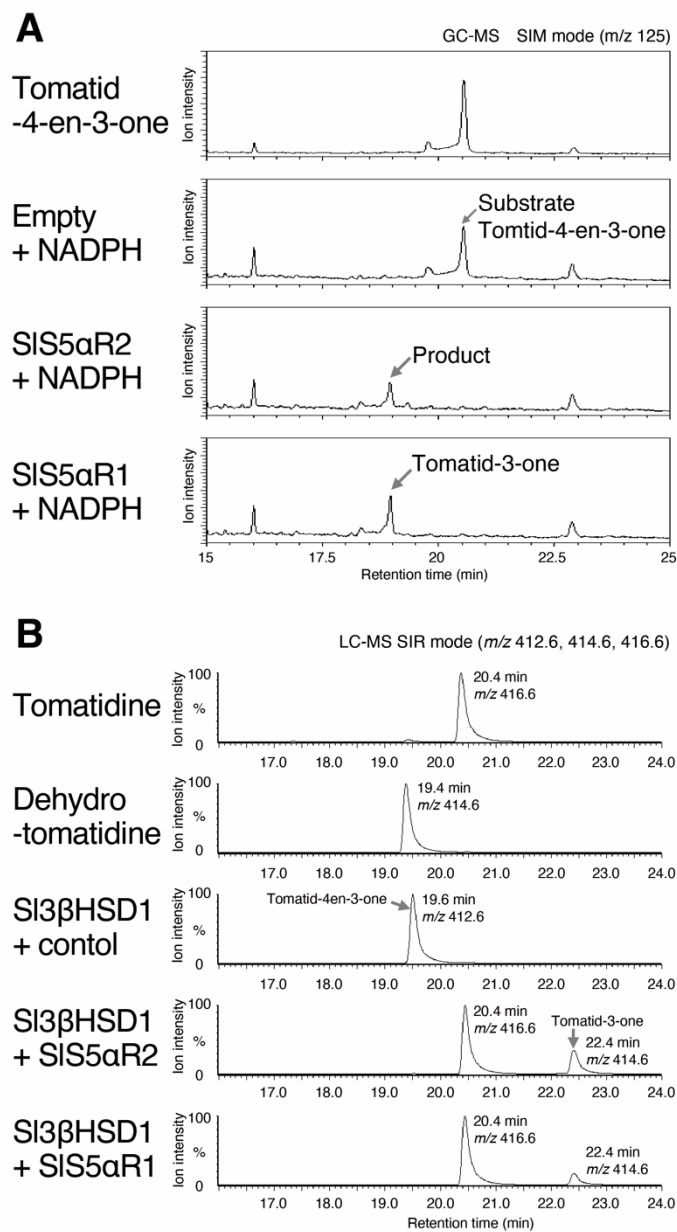 A
GC-MS SIM mode (m/z 125)
Tomatid
-4-en-3-one
Ion intensity
Empty
+ NADPH
Ion intensity
Substrate
Tomtid-4-en-3-one
SlS5αR2
+ NADPH
Ion intensity
Product
SlS5αR1
+ NADPH
Ion intensity
Tomatid-3-one
15 17.5 20 22.5 25
Retention time (min)
B
LC-MS SIR mode (m/z 412.6, 414.6, 416.6)
Tomatidine
Ion intensity
100
%
0
20.4 min
m/z 416.6
17.0 18.0 19.0 20.0 21.0 22.0 23.0 24.0
Dehydro
-tomatidine
Ion intensity
100
%
0
19.4 min
m/z 414.6
17.0 18.0 19.0 20.0 21.0 22.0 23.0 24.0
Sl3βHSD1
+ contol
Ion intensity
100
%
0
Tomatid-4en-3-one
19.6 min
m/z 412.6
17.0 18.0 19.0 20.0 21.0 22.0 23.0 24.0
Sl3βHSD1
+ SlS5αR2
Ion intensity
100
%
0
20.4 min
m/z 416.6
Tomatid-3-one
22.4 min
m/z 414.6
17.0 18.0 19.0 20.0 21.0 22.0 23.0 24.0
Sl3βHSD1
+ SlS5αR1
Ion intensity
100
%
0
20.4 min
m/z 416.6
22.4 min
m/z 414.6
17.0 18.0 19.0 20.0 21.0 22.0 23.0 24.0
Retention time (min)